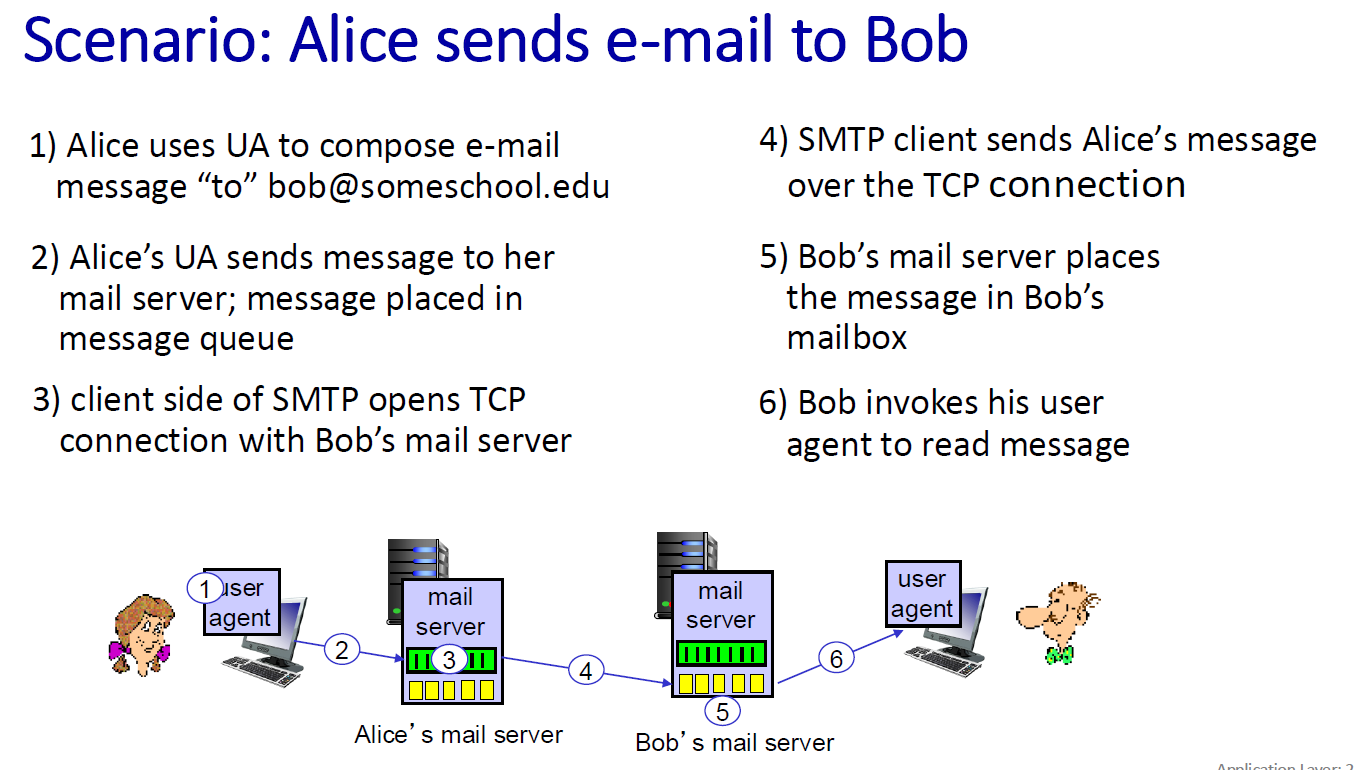 Scenario: Alice sends e-mail to Bob
1) Alice uses UA to compose e-mail
message “to” bob@someschool.edu
2) Alice’s UA sends message to her
mail server; message placed in
message queue
3) client side of SMTP opens TCP
connection with Bob’s mail server
4) SMTP client sends Alice’s message
over the TCP connection
5) Bob’s mail server places
the message in Bob’s
mailbox
6) Bob invokes his user
agent to read message
1
user
agent
2
mail
server
3
4
mail
server
5
6
user
agent
Alice’s mail server
Bob’s mail server
Application Layer: 2